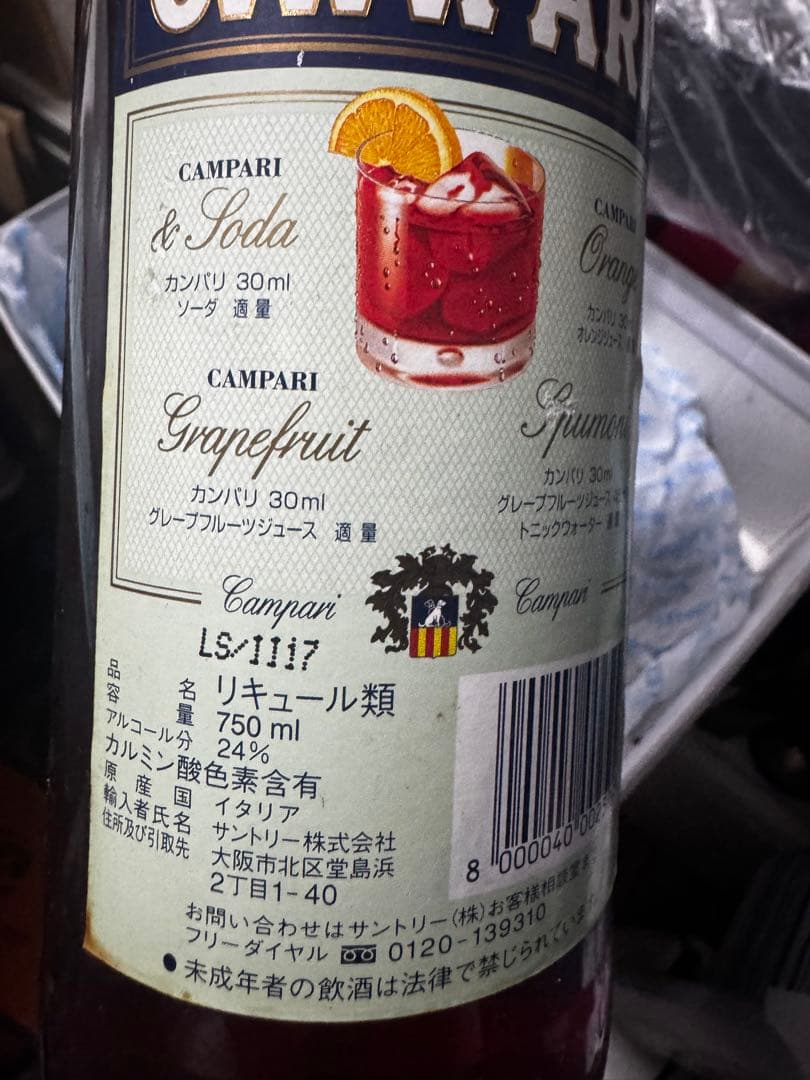 CAMPARI
CAMPARI
& Soda
カンパリ 30ml
ソーダ 適量
CAMPARI
Orange
カンパリ 30
オレンジジュース
CAMPARI
Grapefruit
カンパリ 30ml
グレープフルーツジュース 適量
Spumoni
カンパリ 30ml
グレープフルーツジュース
トニックウォーター 適量
Campari
Campari
LS/1117
品名 リキュール類
容量 750 ml
アルコール分 24%
カルミン酸色素含有
原産国 イタリア
輸入者氏名 サントリー株式会社
住所及び引取先 大阪市北区堂島浜
2丁目1-40
8 000040 002
お問い合わせはサントリー(株)お客様相談室
フリーダイヤル 0120-139310
●未成年者の飲酒は法律で禁じられています